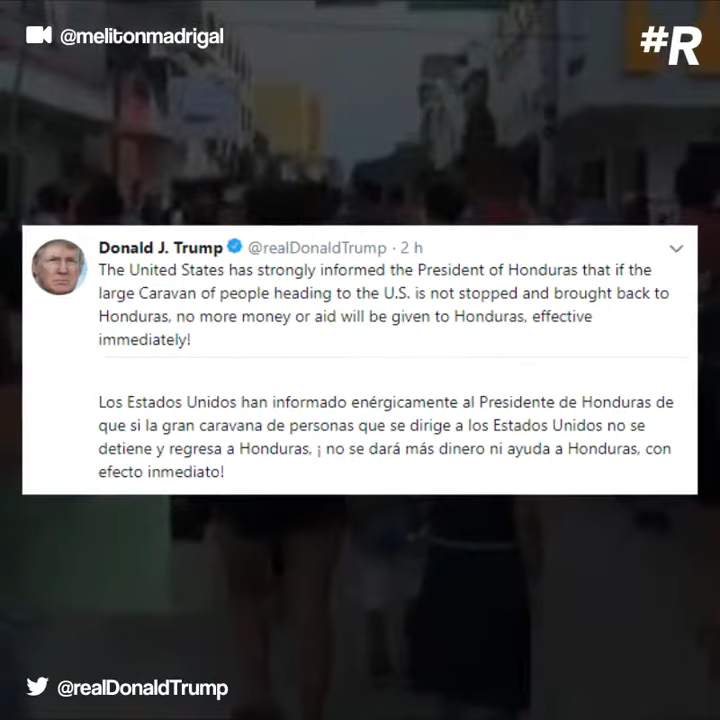 @melitonmadrigal
#R
Donald J. Trump @realDonaldTrump · 2 h
The United States has strongly informed the President of Honduras that if the
large Caravan of people heading to the U.S. is not stopped and brought back to
Honduras, no more money or aid will be given to Honduras, effective
immediately!
Los Estados Unidos han informado enérgicamente al Presidente de Honduras de
que si la gran caravana de personas que se dirige a los Estados Unidos no se
detiene y regresa a Honduras, ¡ no se dará más dinero ni ayuda a Honduras, con
efecto inmediato!
@realDonaldTrump